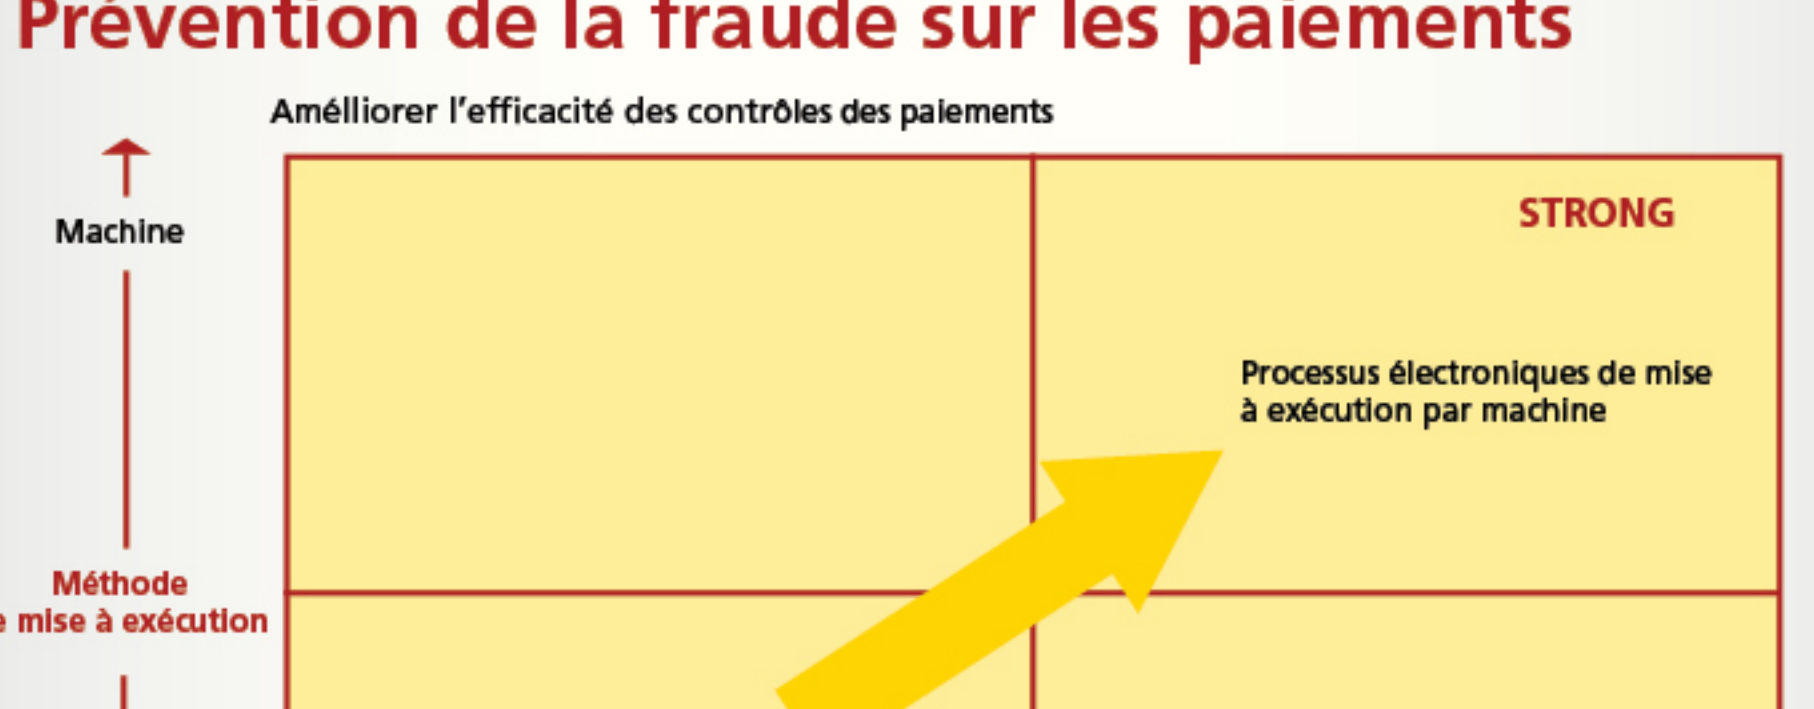 Prévention de la fraude sur les paiements
Amélliorer l'efficacité des contrôles des paiements
Machine
STRONG
Processus électroniques de mise
à exécution par machine
Méthode
mise à exécution